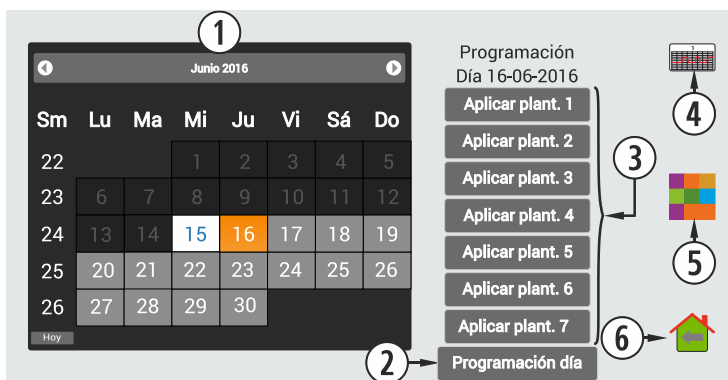 1
Junio 2016
Sm Lu Ma Mi Ju Vi Sá Do
22 1 2 3 4 5
23 6 7 8 9 10 11 12
24 13 14 15 16 17 18 19
25 20 21 22 23 24 25 26
26 27 28 29 30
Hoy
Programación
Día 16-06-2016
Aplicar plant. 1
Aplicar plant. 2
Aplicar plant. 3
Aplicar plant. 4
Aplicar plant. 5
Aplicar plant. 6
Aplicar plant. 7
2
Programación día
3
4
5
6